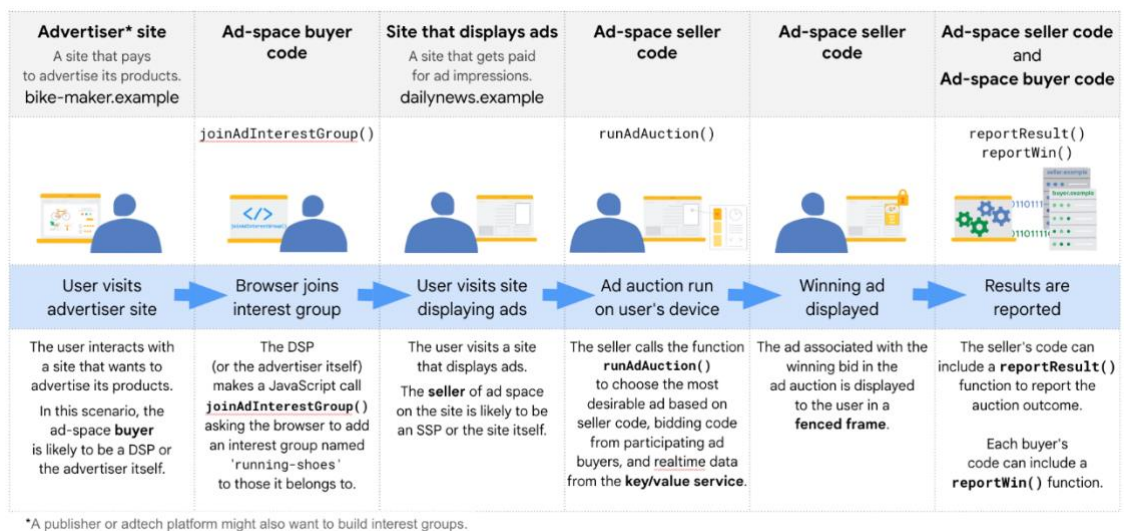 Advertiser* site
A site that pays
to advertise its products.
bike-maker.example
Ad-space buyer
code
Site that displays ads
A site that gets paid
for ad impressions.
dailynews.example
Ad-space seller
code
Ad-space seller
code
Ad-space seller code
and
Ad-space buyer code
joinAdInterestGroup()
runAdAuction()
reportResult()
reportWin()
</>
joinAdInterestGroup()
seller.example
buyer.example
User visits
advertiser site
Browser joins
interest group
User visits site
displaying ads
Ad auction run
on user's device
Winning ad
displayed
Results are
reported
The user interacts with
a site that wants to
advertise its products.
In this scenario, the
ad-space buyer
is likely to be a DSP or
the advertiser itself.
The DSP
(or the advertiser itself)
makes a JavaScript call
joinAdInterestGroup()
asking the browser to add
an interest group named
'running-shoes'
to those it belongs to.
The user visits a site
that displays ads.
The seller of ad space
on the site is likely to be
an SSP or the site itself.
The seller calls the function
runAdAuction()
to choose the most
desirable ad based on
seller code, bidding code
from participating ad
buyers, and realtime data
from the key/value service.
The ad associated with the
winning bid in the
ad auction is displayed
to the user in a
fenced frame.
The seller's code can
include a reportResult()
function to report the
auction outcome.
Each buyer's
code can include a
reportWin() function.
*A publisher or adtech platform might also want to build interest groups.